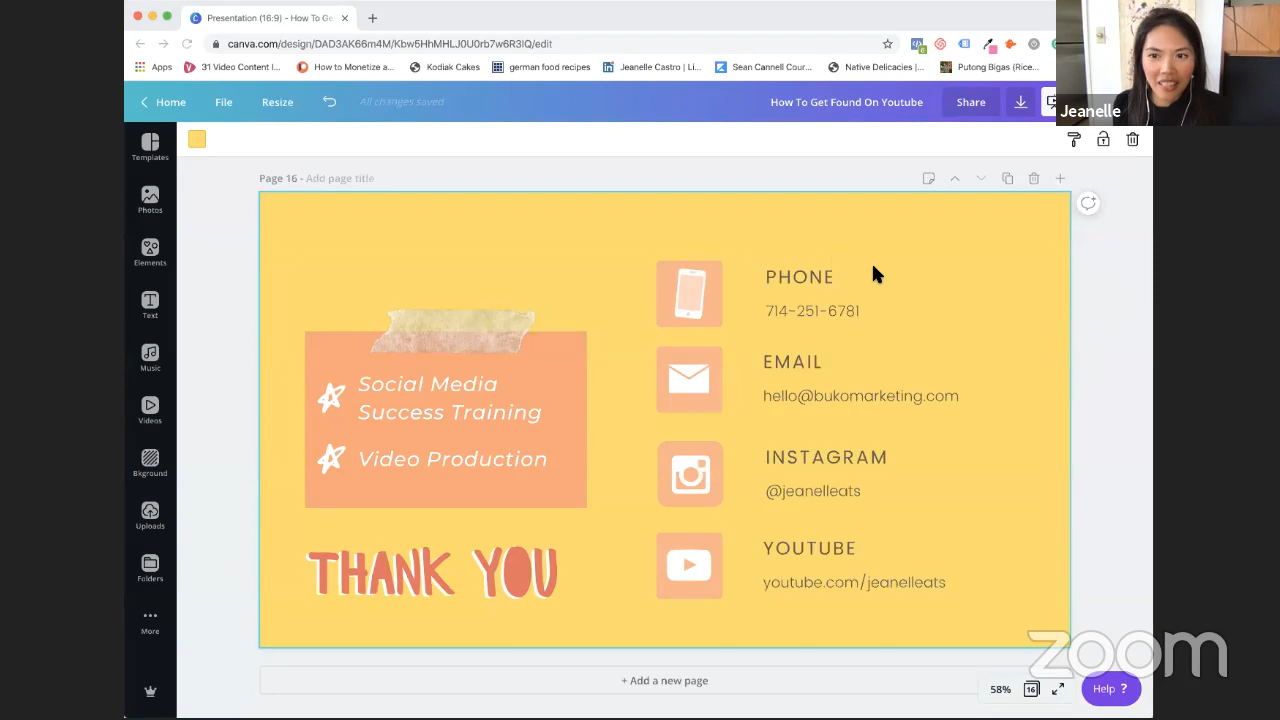 Presentation (16:9) - How To Ge
canva.com/design/DAD3AK66m4M/Kbw5HhMHLJ0U0rb7w6R3IQ/edit
Apps
31 Video Content I...
How to Monetize a...
Kodiak Cakes
german food recipes
Jeanelle Castro | Li...
Sean Cannell Cour...
Native Delicacies |...
Putong Bigas (Rice...
Jeanelle
Home
File
Resize
All changes saved
How To Get Found On Youtube
Share
Templates
Photos
Elements
Text
Music
Videos
Bkground
Uploads
Folders
More
Page 16 - Add page title
Social Media
Success Training
Video Production
THANK YOU
PHONE
714-251-6781
EMAIL
hello@bukomarketing.com
INSTAGRAM
@jeanelleats
YOUTUBE
youtube.com/jeanelleats
+ Add a new page
58%
16
Help ?
zoom